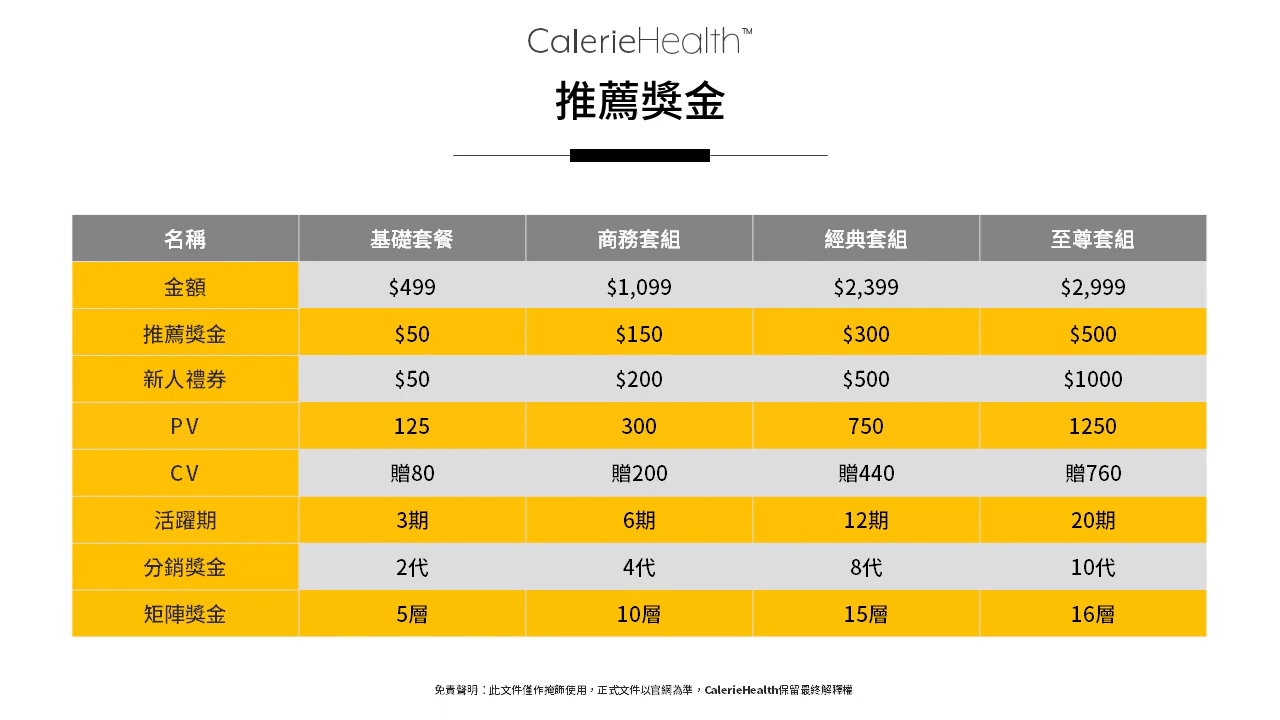 CalerieHealth™
推薦獎金
名稱 基礎套餐 商務套組 經典套組 至尊套組
金額 $499 $1,099 $2,399 $2,999
推薦獎金 $50 $150 $300 $500
新人禮券 $50 $200 $500 $1000
PV 125 300 750 1250
CV 贈80 贈200 贈440 贈760
活躍期 3期 6期 12期 20期
分銷獎金 2代 4代 8代 10代
矩陣獎金 5層 10層 15層 16層
免責聲明：此文件僅作掩飾使用，正式文件以官網為準，CalerieHealth保留最終解釋權